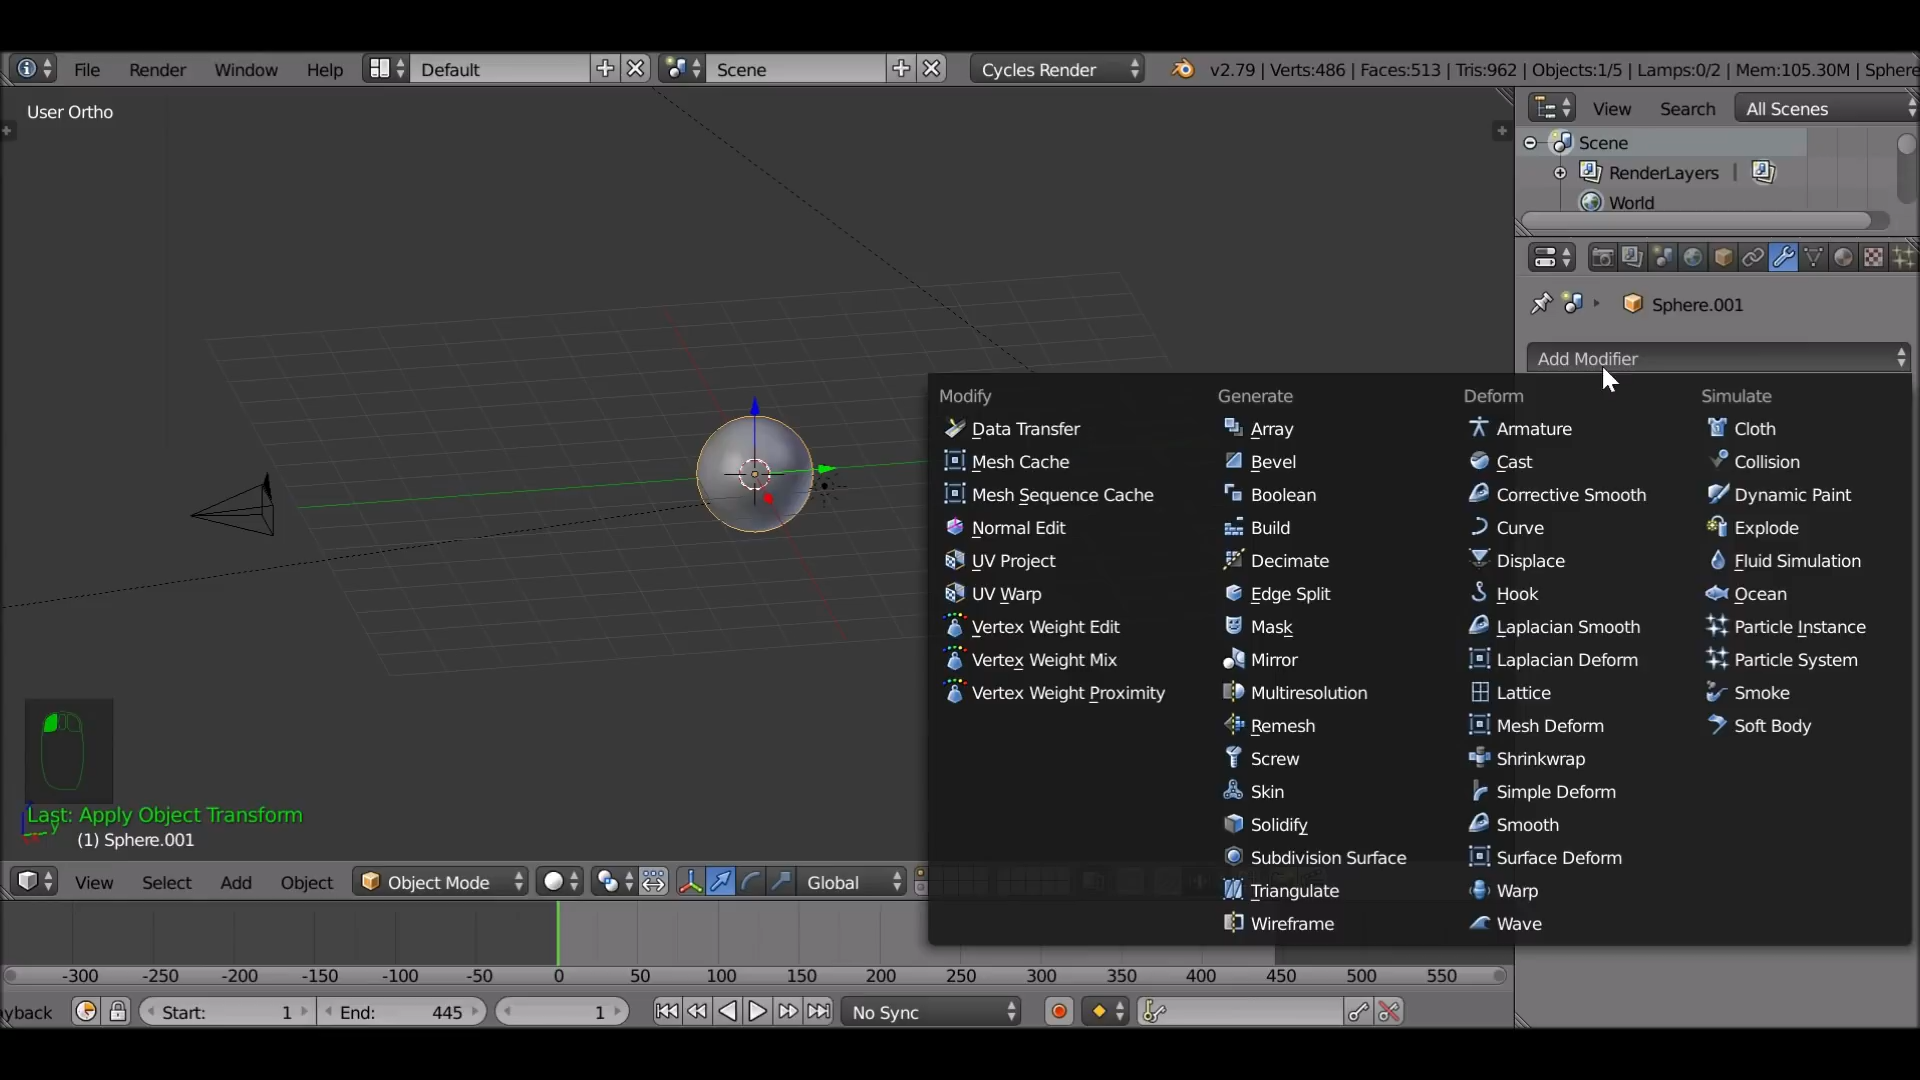 File Render Window Help Default Scene Cycles Render v2.79 | Verts:486 | Faces:513 | Tris:962 | Objects:1/5 | Lamps:0/2 | Mem:105.30M | Sphere
User Ortho
View Search All Scenes
Scene
RenderLayers
World
Sphere.001
Add Modifier
Modify
Data Transfer
Mesh Cache
Mesh Sequence Cache
Normal Edit
UV Project
UV Warp
Vertex Weight Edit
Vertex Weight Mix
Vertex Weight Proximity
Generate
Array
Bevel
Boolean
Build
Decimate
Edge Split
Mask
Mirror
Multiresolution
Remesh
Screw
Skin
Solidify
Subdivision Surface
Triangulate
Wireframe
Deform
Armature
Cast
Corrective Smooth
Curve
Displace
Hook
Laplacian Smooth
Laplacian Deform
Lattice
Mesh Deform
Shrinkwrap
Simple Deform
Smooth
Surface Deform
Warp
Wave
Simulate
Cloth
Collision
Dynamic Paint
Explode
Fluid Simulation
Ocean
Particle Instance
Particle System
Smoke
Soft Body
Last: Apply Object Transform
(1) Sphere.001
View Select Add Object Object Mode Global
-300 -250 -200 -150 -100 -50 0 50 100 150 200 250 300 350 400 450 500 550
yback Start: 1 End: 445 1 No Sync